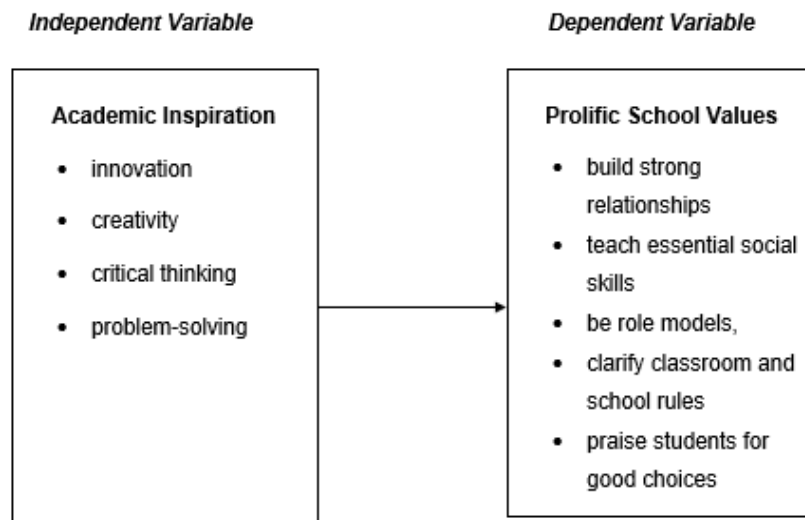 Independent Variable
Dependent Variable
Academic Inspiration
• innovation
• creativity
• critical thinking
• problem-solving
Prolific School Values
• build strong
relationships
• teach essential social
skills
• be role models,
• clarify classroom and
school rules
• praise students for
good choices